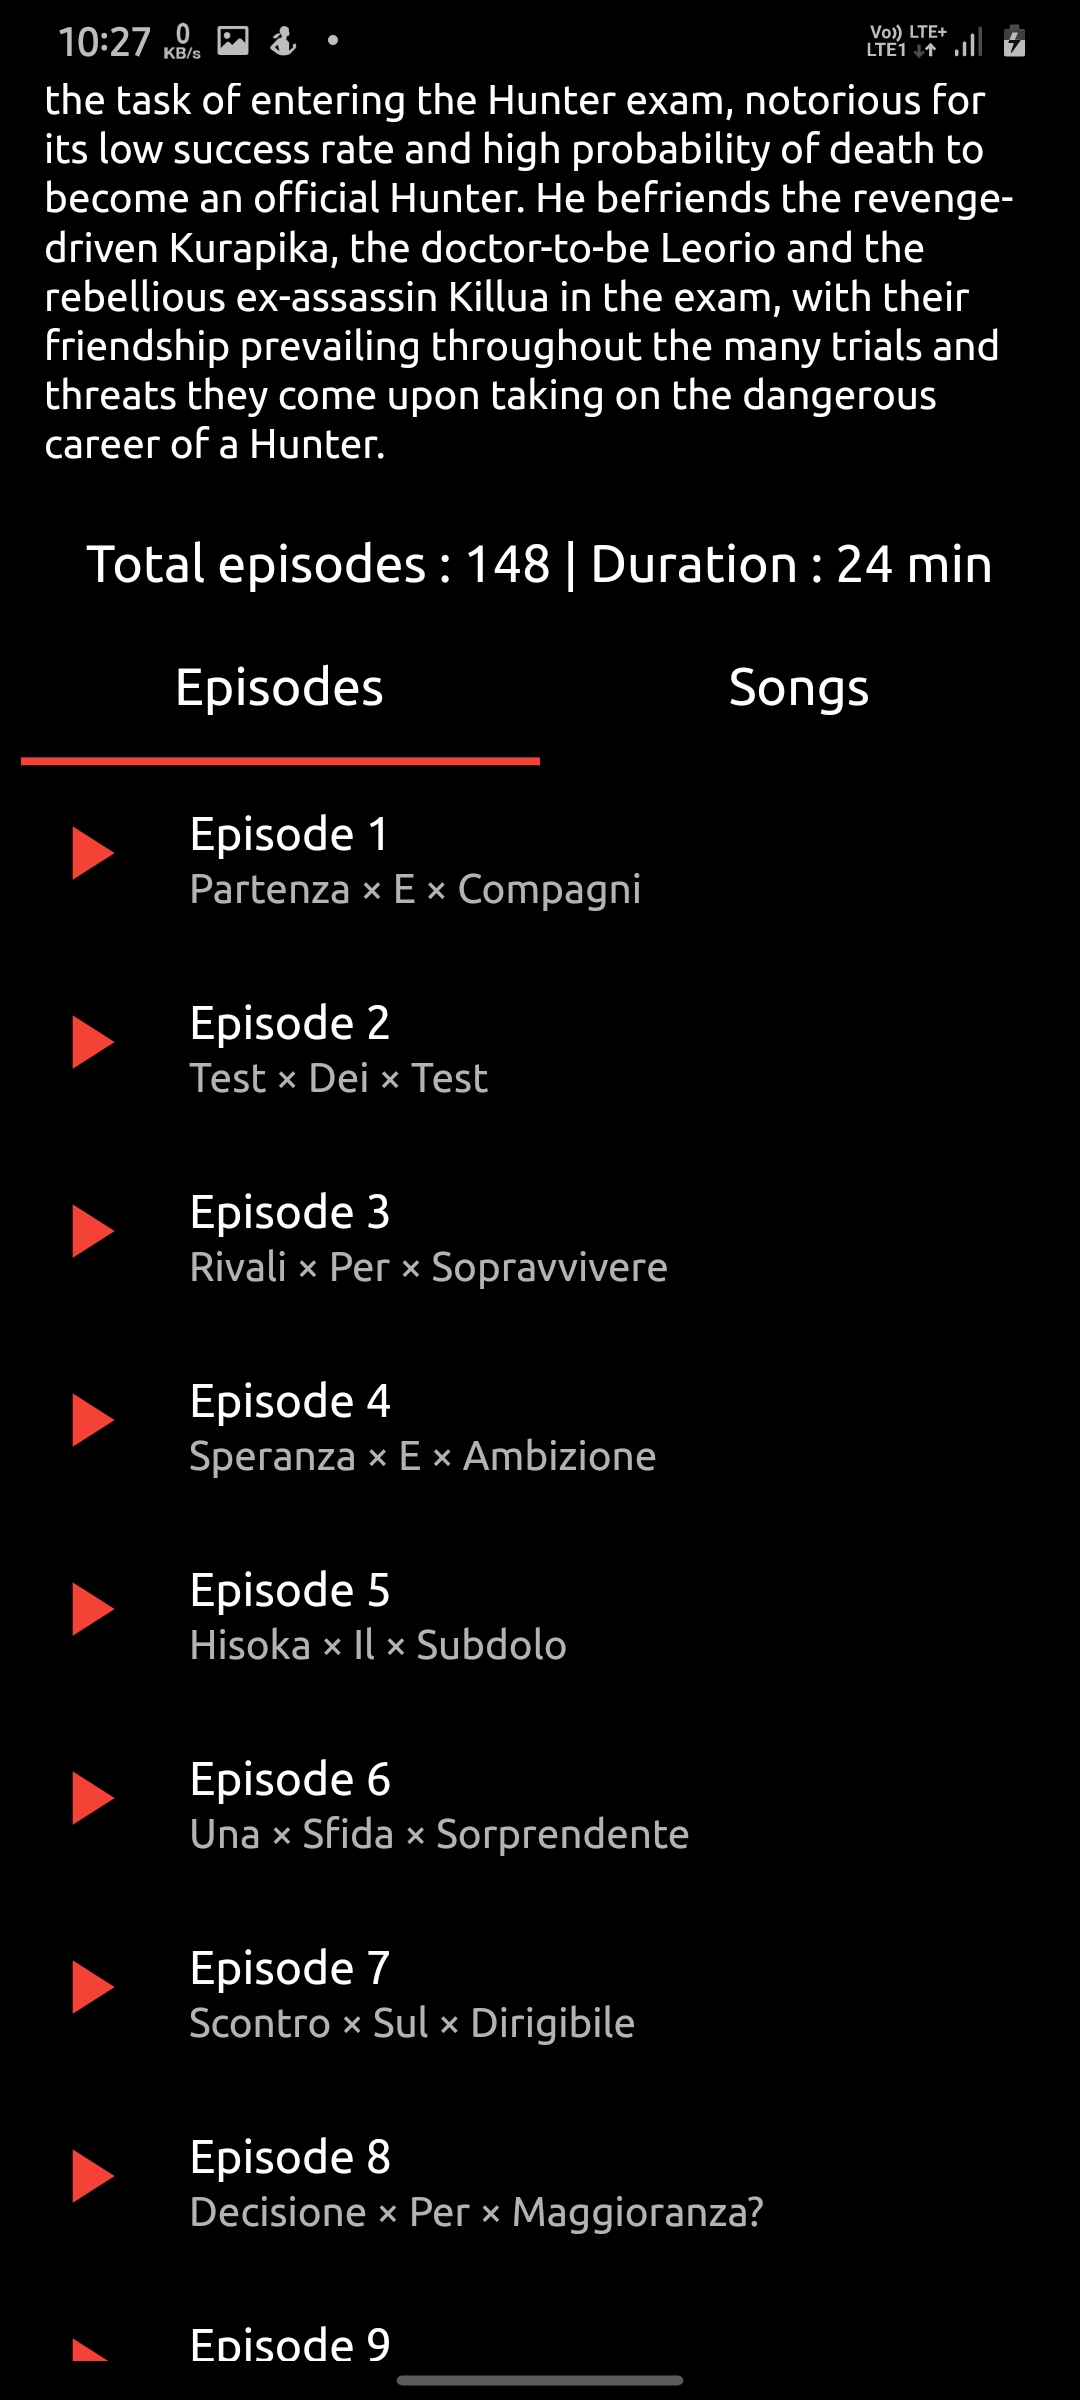 10:27 0 KB/s Vo)) LTE+ LTE1
the task of entering the Hunter exam, notorious for
its low success rate and high probability of death to
become an official Hunter. He befriends the revenge-
driven Kurapika, the doctor-to-be Leorio and the
rebellious ex-assassin Killua in the exam, with their
friendship prevailing throughout the many trials and
threats they come upon taking on the dangerous
career of a Hunter.
Total episodes : 148 | Duration : 24 min
Episodes Songs
Episode 1
Partenza × E × Compagni
Episode 2
Test × Dei × Test
Episode 3
Rivali × Per × Sopravvivere
Episode 4
Speranza × E × Ambizione
Episode 5
Hisoka × Il × Subdolo
Episode 6
Una × Sfida × Sorprendente
Episode 7
Scontro × Sul × Dirigibile
Episode 8
Decisione × Per × Maggioranza?
Episode 9